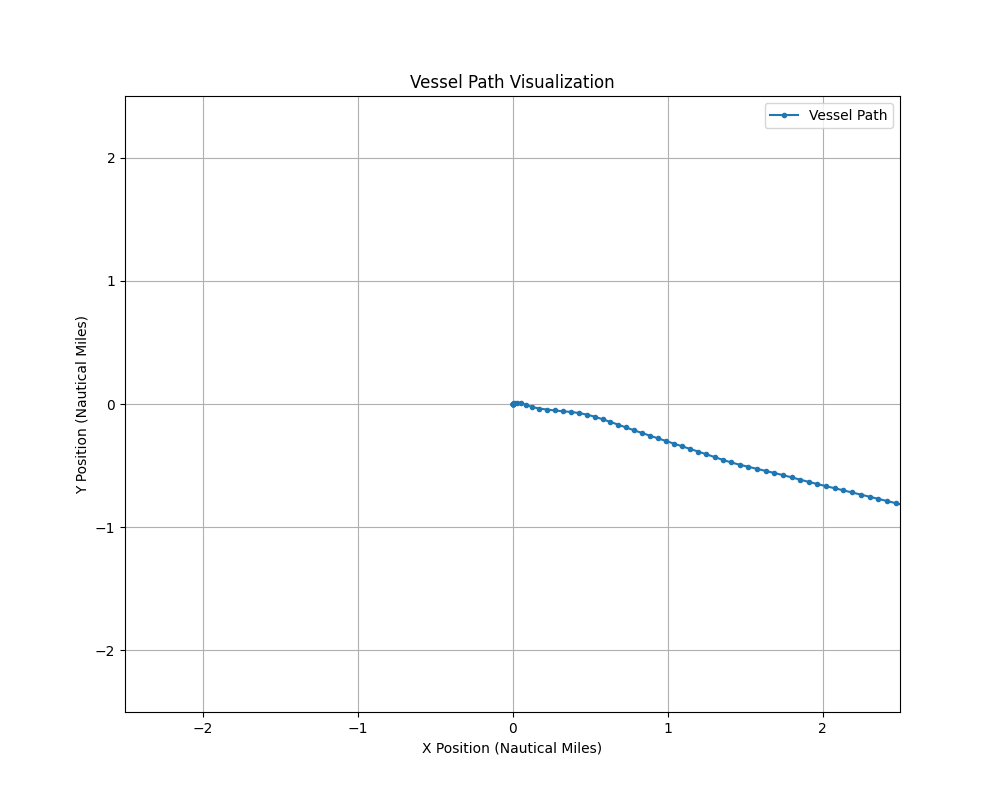 Vessel Path Visualization
Vessel Path
2
1
0
−1
−2
Y Position (Nautical Miles)
−2
−1
0
1
2
X Position (Nautical Miles)